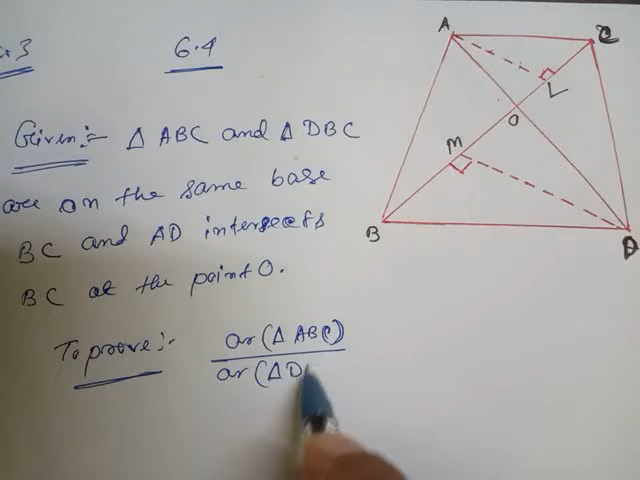 .3
6.4
Given:- Δ ABC and Δ DBC
are on the same base
BC and AD intersects
BC at the point O.
To prove:- ar(Δ ABC)
ar(Δ D
A
C
L
O
M
B
D